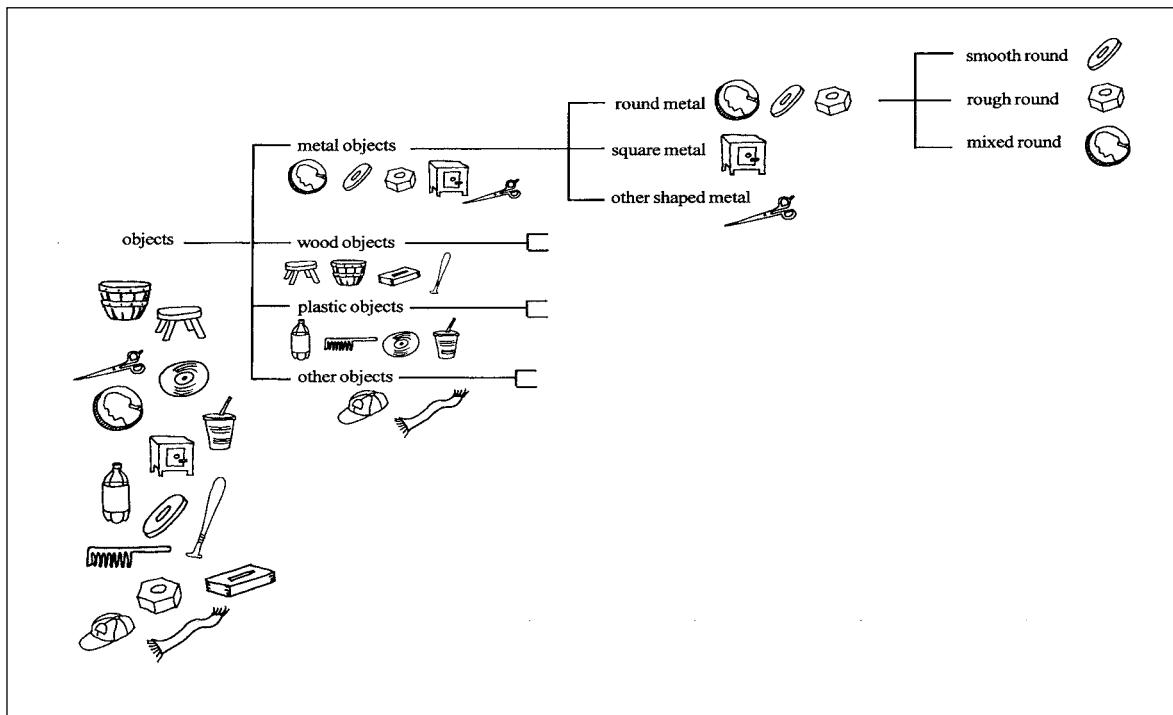 smooth round
round metal
rough round
mixed round
metal objects
square metal
other shaped metal
objects
wood objects
plastic objects
other objects